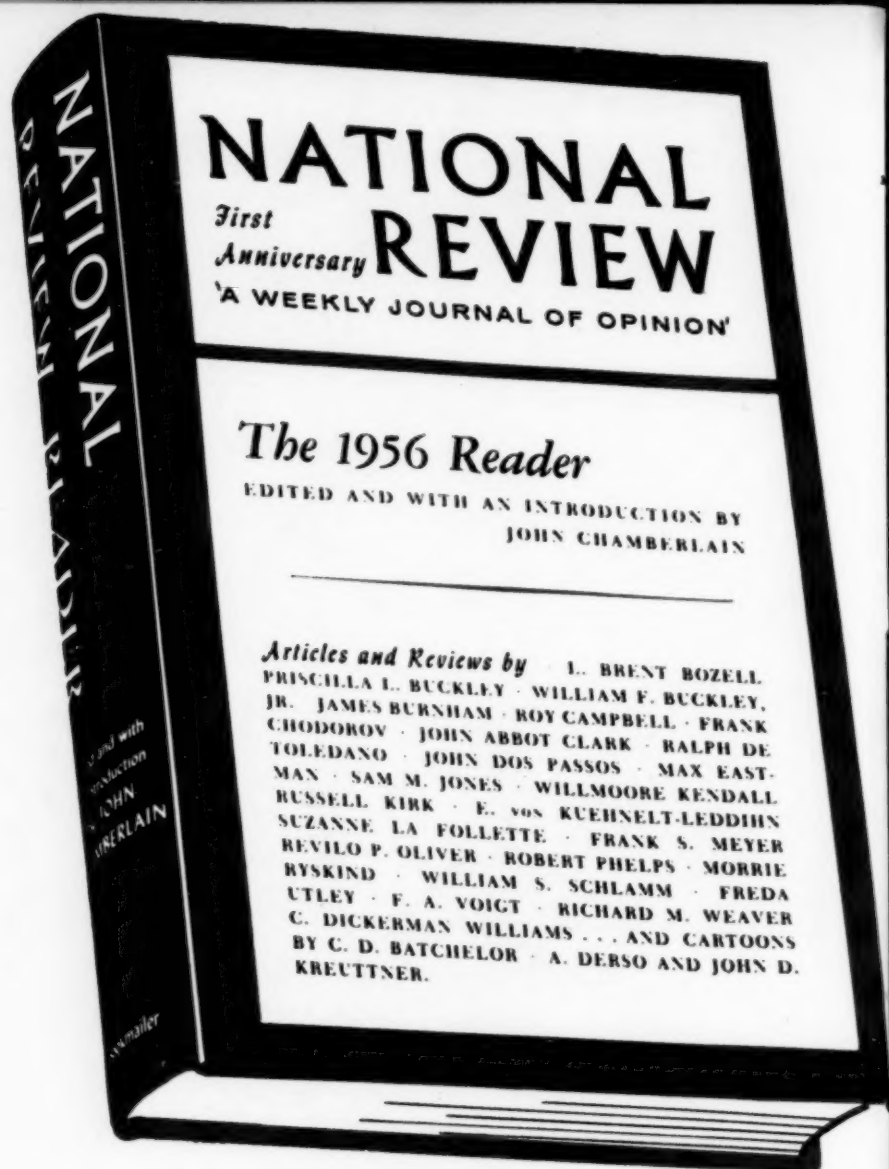 NATIONAL
REVIEW READER
and with
JOHN
NATIONAL
First
Anniversary REVIEW
'A WEEKLY JOURNAL OF OPINION'
The 1956 Reader
EDITED AND WITH AN INTRODUCTION BY
JOHN CHAMBERLAIN
Articles and Reviews by L. BRENT BOZELL
PRISCILLA L. BUCKLEY · WILLIAM F. BUCKLEY,
JR. JAMES BURNHAM · ROY CAMPBELL · FRANK
CHODOROV · JOHN ABBOT CLARK · RALPH DE
TOLEDANO · JOHN DOS PASSOS · MAX EAST-
MAN · SAM M. JONES · WILLMOORE KENDALL
RUSSELL KIRK · E. von KUEHNELT-LEDDIHN
SUZANNE LA FOLLETTE · FRANK S. MEYER
REVILO P. OLIVER · ROBERT PHELPS · MORRIE
RYSKIND · WILLIAM S. SCHLAMM · FREDA
UTLEY · F. A. VOIGT · RICHARD M. WEAVER
C. DICKERMAN WILLIAMS ... AND CARTOONS
BY C. D. BATCHELOR · A. DERSO AND JOHN D.
KREUTTNER.